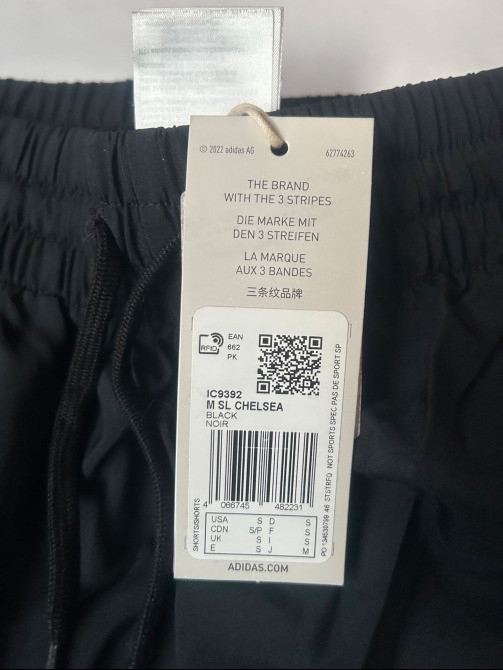 © 2022 adidas AG 62774263
THE BRAND
WITH THE 3 STRIPES
DIE MARKE MIT
DEN 3 STREIFEN
LA MARQUE
AUX 3 BANDES
三条纹品牌
RFID
EAN
662
PK
IC9392
M SL CHELSEA
BLACK
NOIR
4 066745 482231
USA S D S
CDN S/P F S
UK S I S
E S J M
SHORTS/SHORTS
NOT SPORTS SPEC PAS DE SPORT SP
ADIDAS.COM